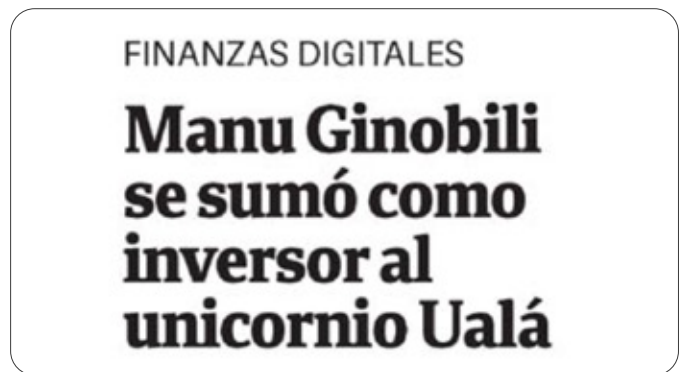 FINANZAS DIGITALES
Manu Ginobili
se sumó como
inversor al
unicornio Ualá